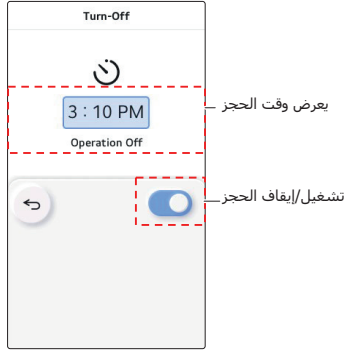 Turn-Off
3 : 10 PM
يعرض وقت الحجز
Operation Off
تشغيل/إيقاف الحجز